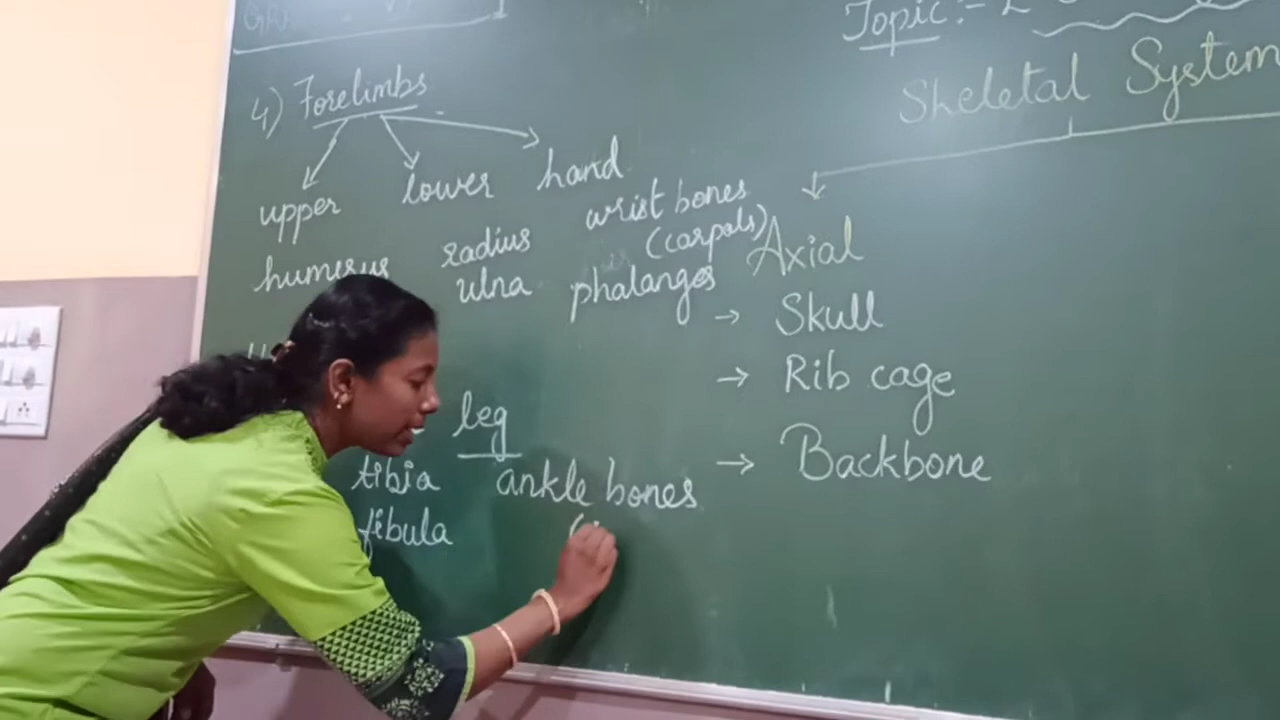 Topic:-
Skeletal System
4) Forelimbs
upper lower hand
humerus radius ulna wrist bones (carpals) phalanges
leg
tibia ankle bones
fibula (
Axial
→ Skull
→ Rib cage
→ Backbone